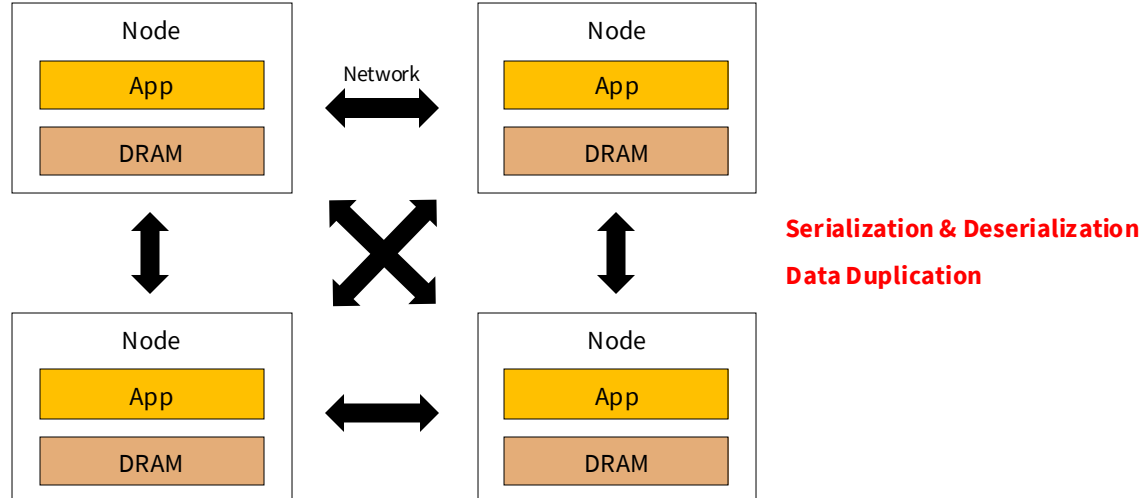 Node
App
DRAM
Network
Node
App
DRAM
Serialization & Deserialization
Data Duplication
Node
App
DRAM
Node
App
DRAM